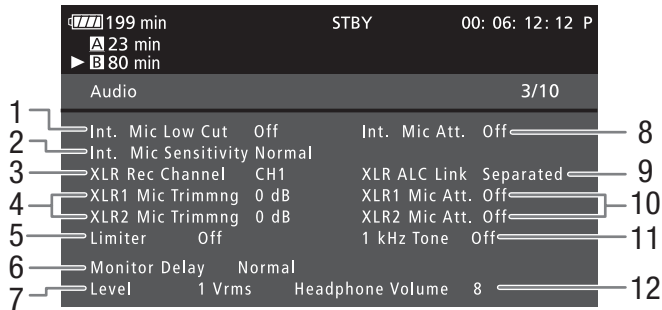 199 min STBY 00: 06: 12: 12 P
A 23 min
▶ B 80 min
Audio 3/10
1 Int. Mic Low Cut Off Int. Mic Att. Off 8
2 Int. Mic Sensitivity Normal
3 XLR Rec Channel CH1 XLR ALC Link Separated 9
4 XLR1 Mic Trimmng 0 dB XLR1 Mic Att. Off 10
XLR2 Mic Trimmng 0 dB XLR2 Mic Att. Off
5 Limiter Off 1 kHz Tone Off 11
6 Monitor Delay Normal
7 Level 1 Vrms Headphone Volume 8 12